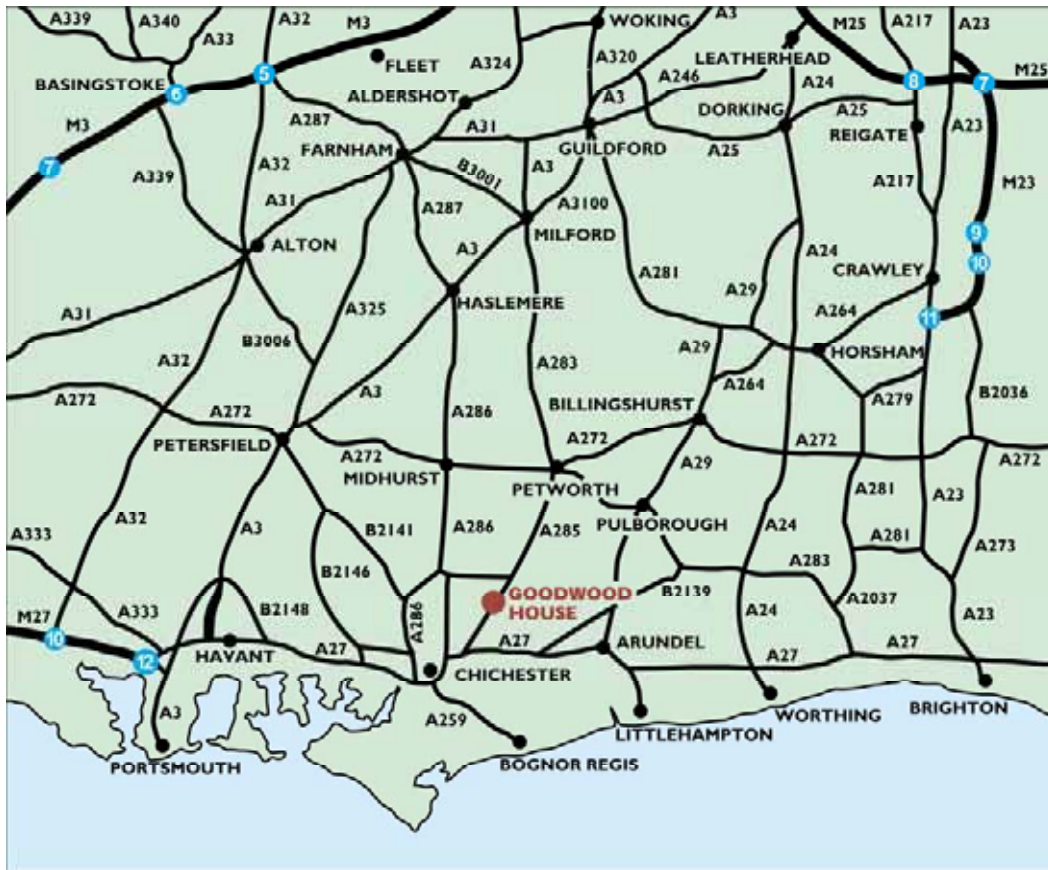 A339
A340
A33
A32
M3
FLEET
A324
WOKING
A320
A3
LEATHERHEAD
M25
A217
A23
BASINGSTOKE
5
6
ALDERSHOT
A246
A24
8
7
M25
M3
A287
A31
A3
GUILDFORD
DORKING
A25
A25
REIGATE
A23
7
A339
A32
FARNHAM
B3001
A3
A31
A287
A3100
MILFORD
A217
M23
ALTON
A3
A281
A24
9
10
CRAWLEY
A31
A325
HASLEMERE
A29
A264
11
B3006
A32
A283
A29
HORSHAM
A272
A272
A3
A286
BILLINGSHURST
A264
A279
B2036
PETERSFIELD
A272
MIDHURST
A272
PETWORTH
A29
A272
A272
A281
A23
A333
A32
A3
B2141
A286
A285
PULBOROUGH
A24
A281
A273
B2146
A283
M27
A333
B2148
A286
GOODWOOD
HOUSE
B2139
A24
A2037
A23
10
12
HAVANT
A27
CHICHESTER
A27
ARUNDEL
A27
A27
A3
A259
WORTHING
BRIGHTON
LITTLEHAMPTON
PORTSMOUTH
BOGNOR REGIS